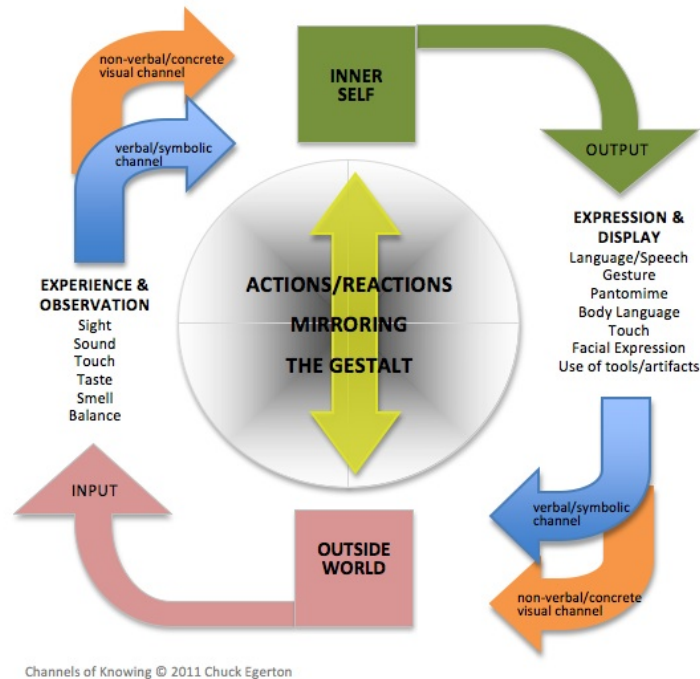 non-verbal/concrete
visual channel
verbal/symbolic
channel
INNER
SELF
OUTPUT
EXPRESSION &
DISPLAY
Language/Speech
Gesture
Pantomime
Body Language
Touch
Facial Expression
Use of tools/artifacts
ACTIONS/REACTIONS
MIRRORING
THE GESTALT
EXPERIENCE &
OBSERVATION
Sight
Sound
Touch
Taste
Smell
Balance
INPUT
OUTSIDE
WORLD
verbal/symbolic
channel
non-verbal/concrete
visual channel
Channels of Knowing © 2011 Chuck Egerton